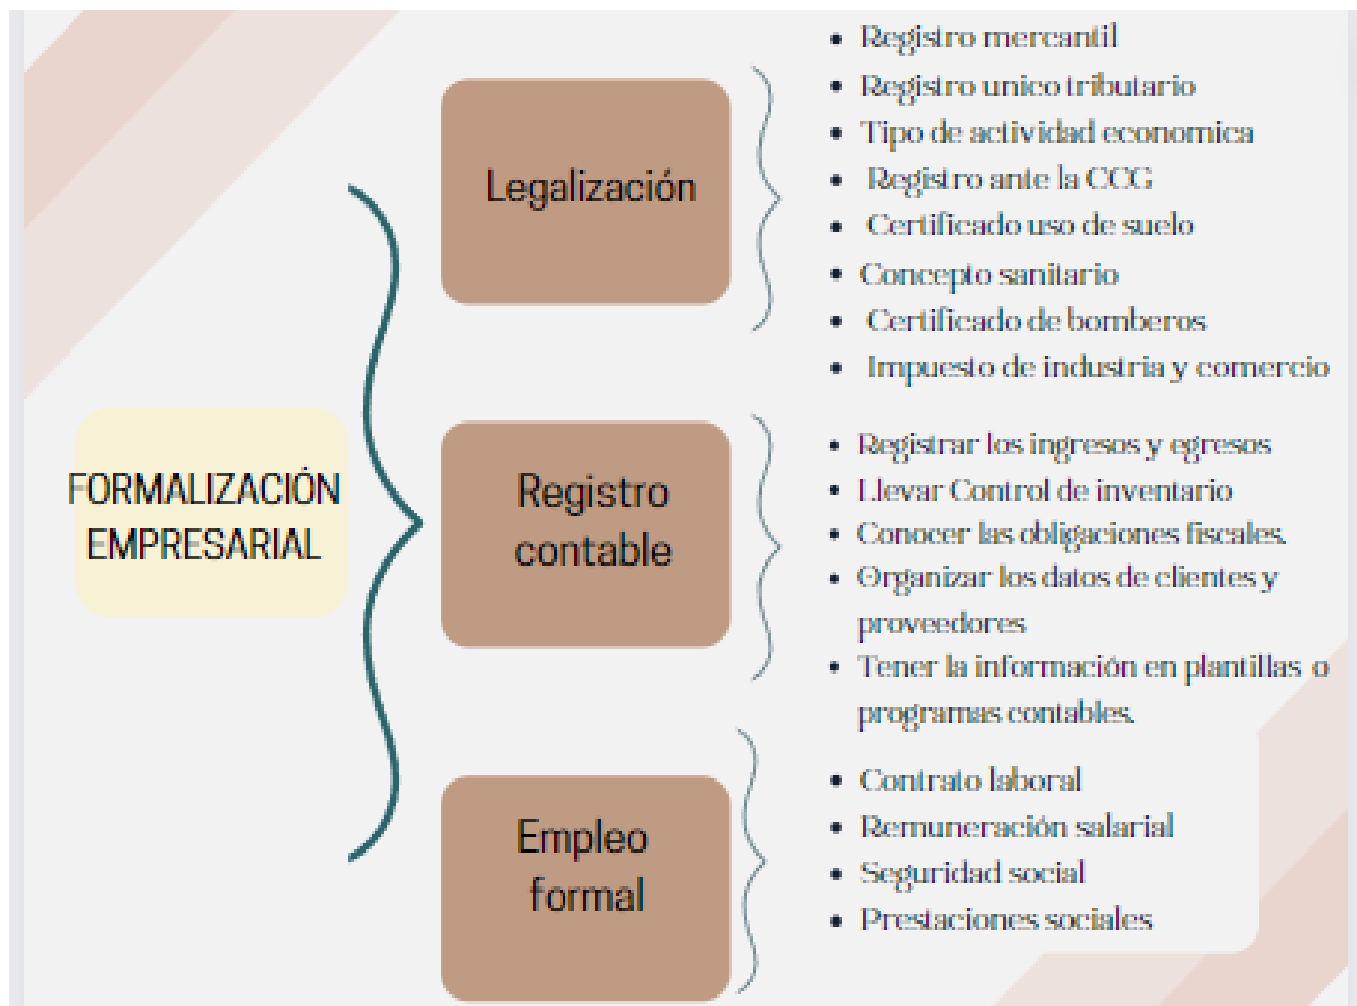 FORMALIZACIÓN
EMPRESARIAL
Legalización
Registro mercantil
Registro unico tributario
Tipo de actividad economica
Registro ante la CCG
Certificado uso de suelo
Concepto sanitario
Certificado de bomberos
Impuesto de industria y comercio
Registro
contable
Registrar los ingresos y egresos
Llevar Control de inventario
Conocer las obligaciones fiscales.
Organizar los datos de clientes y
proveedores
Tener la información en plantillas o
programas contables.
Empleo
formal
Contrato laboral
Remuneración salarial
Seguridad social
Prestaciones sociales